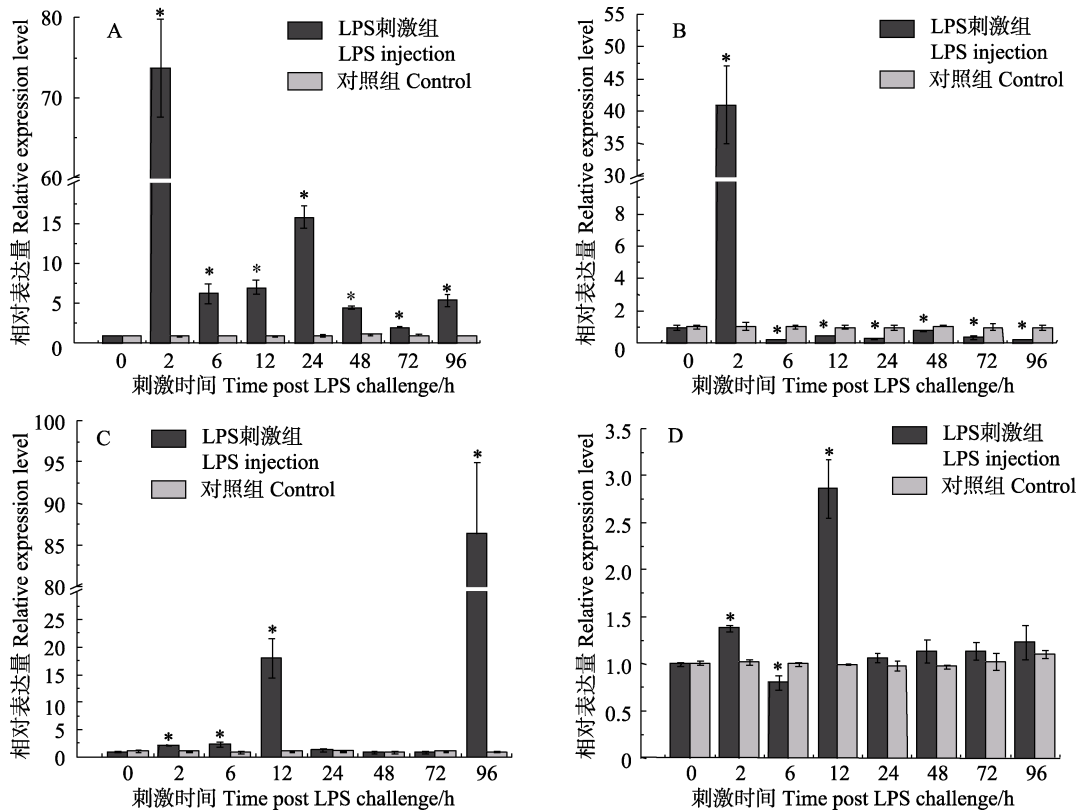 A
LPS刺激组
LPS injection
对照组 Control
相对表达量 Relative expression level
80
70
60
15
10
5
0
0 2 6 12 24 48 72 96
刺激时间 Time post LPS challenge/h
B
LPS刺激组
LPS injection
对照组 Control
相对表达量 Relative expression level
55
50
45
40
35
30
8
6
4
2
0
0 2 6 12 24 48 72 96
刺激时间 Time post LPS challenge/h
C
LPS刺激组
LPS injection
对照组 Control
相对表达量 Relative expression level
100
95
90
85
80
25
20
15
10
5
0
0 2 6 12 24 48 72 96
刺激时间 Time post LPS challenge/h
D
LPS刺激组
LPS injection
对照组 Control
相对表达量 Relative expression level
3.5
3.0
2.5
2.0
1.5
1.0
0.5
0
0 2 6 12 24 48 72 96
刺激时间 Time post LPS challenge/h